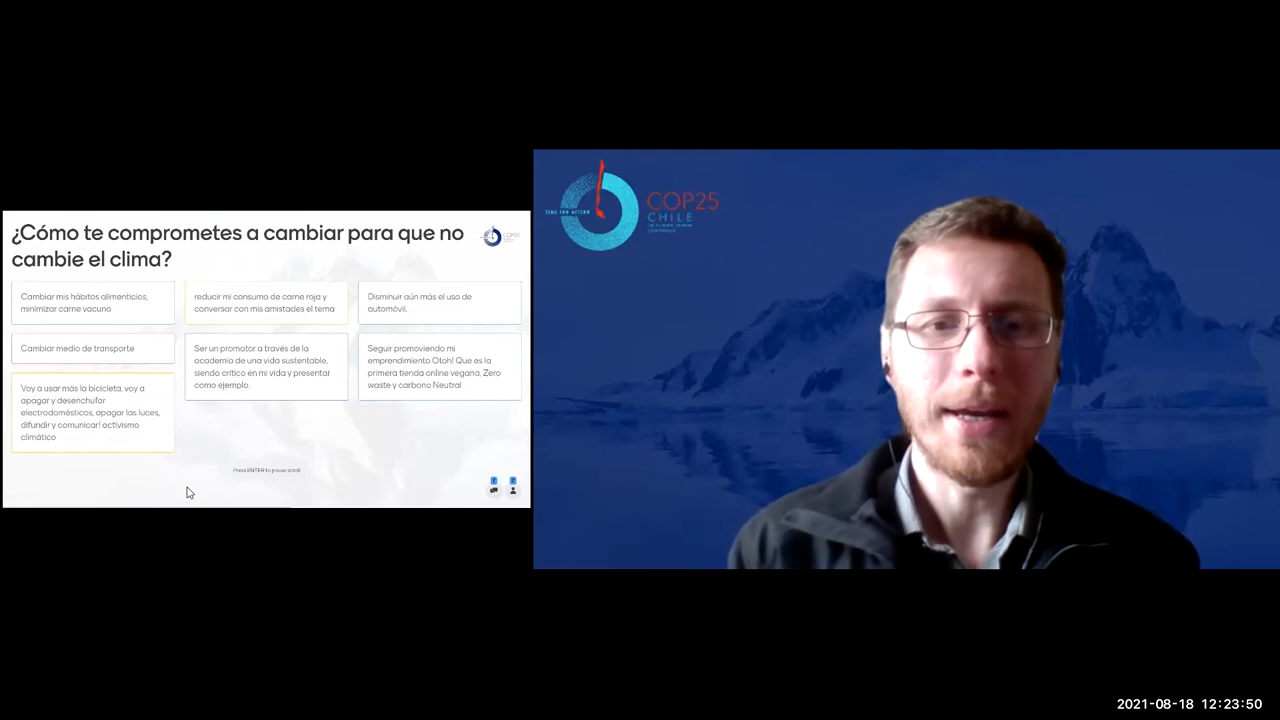 ¿Cómo te comprometes a cambiar para que no
cambie el clima?
Cambiar mis hábitos alimenticios,
minimizar carne vacuno
reducir mi consumo de carne roja y
conversar con mis amistades el tema
Disminuir aún más el uso de
automóvil.
Cambiar medio de transporte
Ser un promotor a través de la
academia de una vida sustentable,
siendo crítico en mi vida y presentar
como ejemplo.
Seguir promoviendo mi
emprendimiento Otoh! Que es la
primera tienda online vegana, Zero
waste y carbono Neutral
Voy a usar más la bicicleta, voy a
apagar y desenchufar
electrodomésticos, apagar las luces,
difundir y comunicar! activismo
climático
Press ENTER to pause scroll
TIME FOR ACTION
COP25
CHILE
UN CLIMATE CHANGE
CONFERENCE
2021-08-18 12:23:50